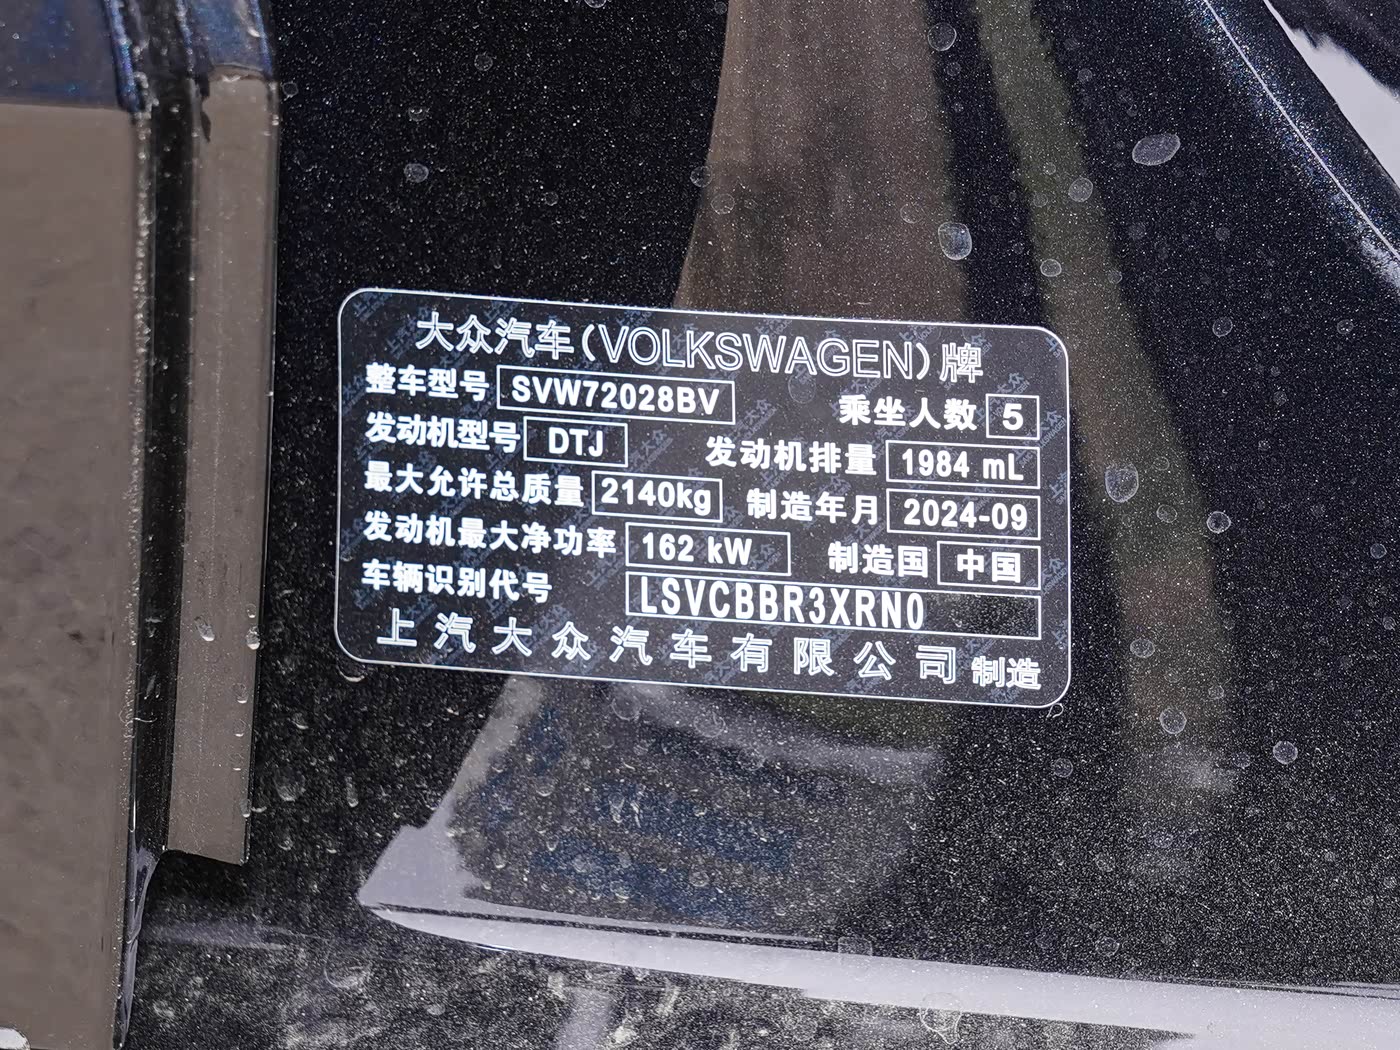 大众汽车(VOLKSWAGEN)牌
整车型号 SVW72028BV 乘坐人数 5
发动机型号 DTJ 发动机排量 1984 mL
最大允许总质量 2140kg 制造年月 2024-09
发动机最大净功率 162 kW 制造国 中国
车辆识别代号 LSVCBBR3XRN0
上汽大众汽车有限公司 制造